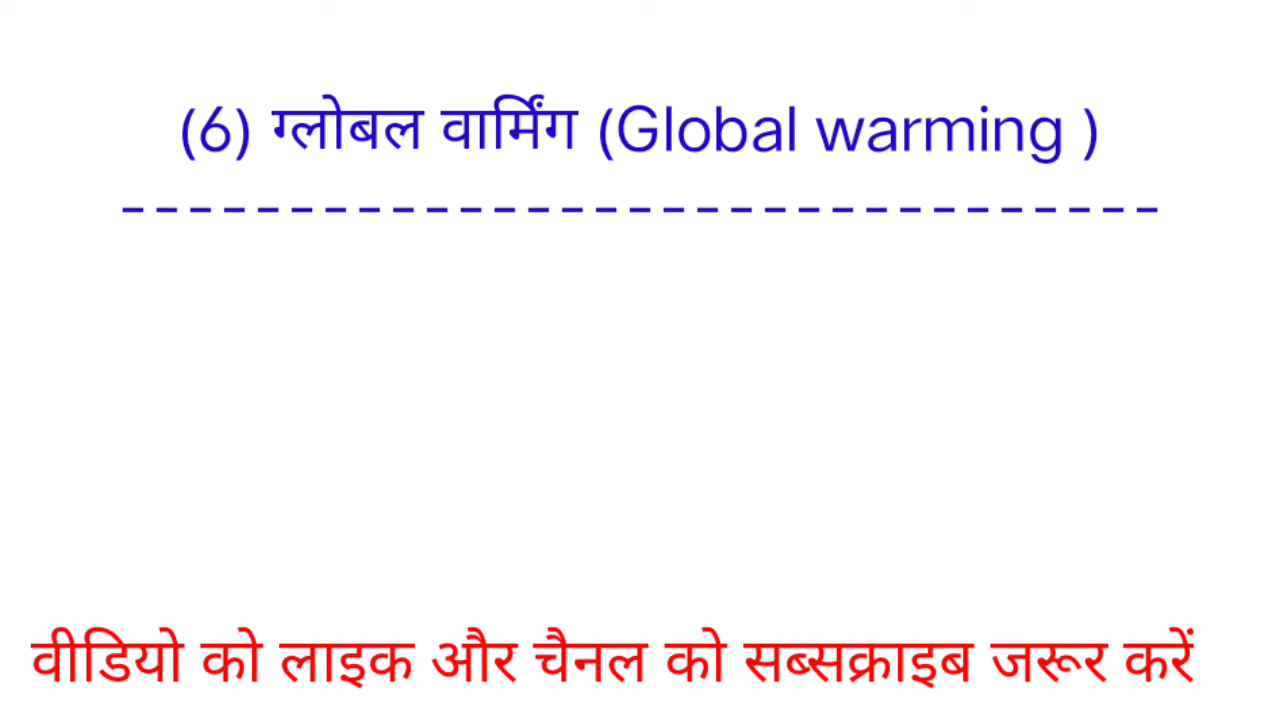 (6) ग्लोबल वार्मिंग (Global warming )
- - - - - - - - - - - - - - - - - - - - - - - - - - - - - - -
वीडियो को लाइक और चैनल को सब्सक्राइब जरूर करें